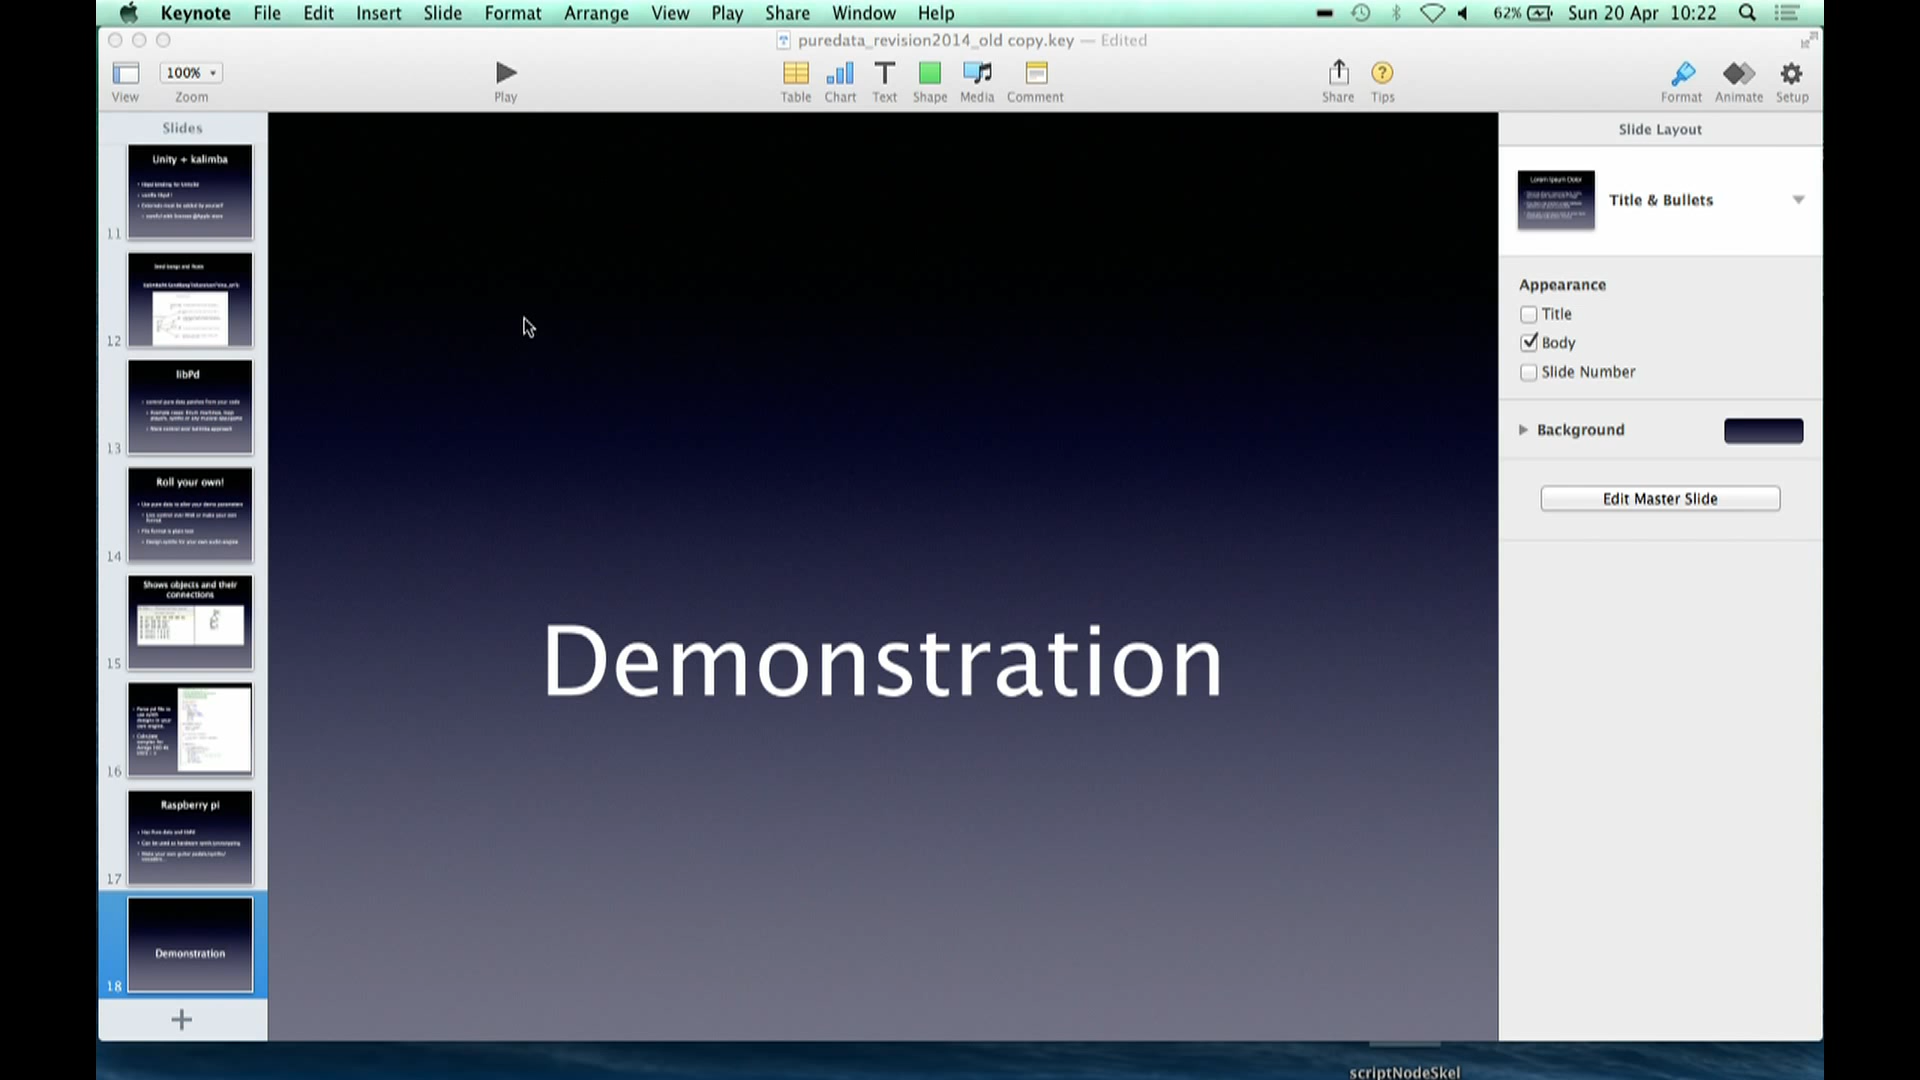 Keynote File Edit Insert Slide Format Arrange View Play Share Window Help 62% Sun 20 Apr 10:22
puredata_revision2014_old copy.key — Edited
100%
View Zoom Play Table Chart Text Shape Media Comment Share Tips Format Animate Setup
Slides
Unity + kalimba
11
12
libPd
13
Roll your own!
14
Shows objects and their
connections
15
16
Raspberry pi
17
Demonstration
18
Demonstration
Slide Layout
Title & Bullets
Appearance
Title
Body
Slide Number
Background
Edit Master Slide
scriptNodeSkel